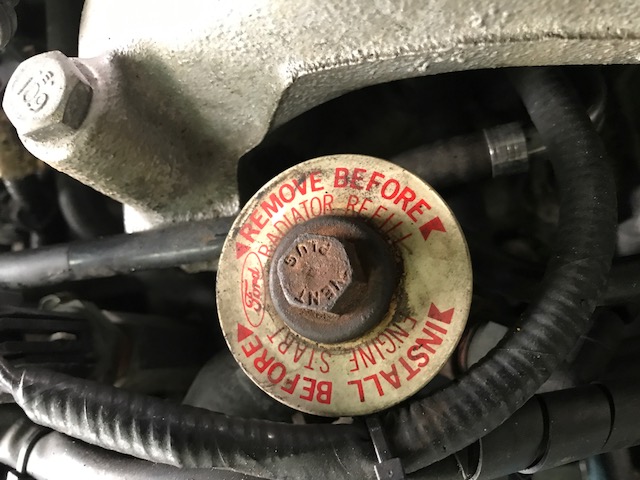 REMOVE BEFORE
RADIATOR REFILL
Ford
INSTALL BEFORE
ENGINE START
VENT
PLUG